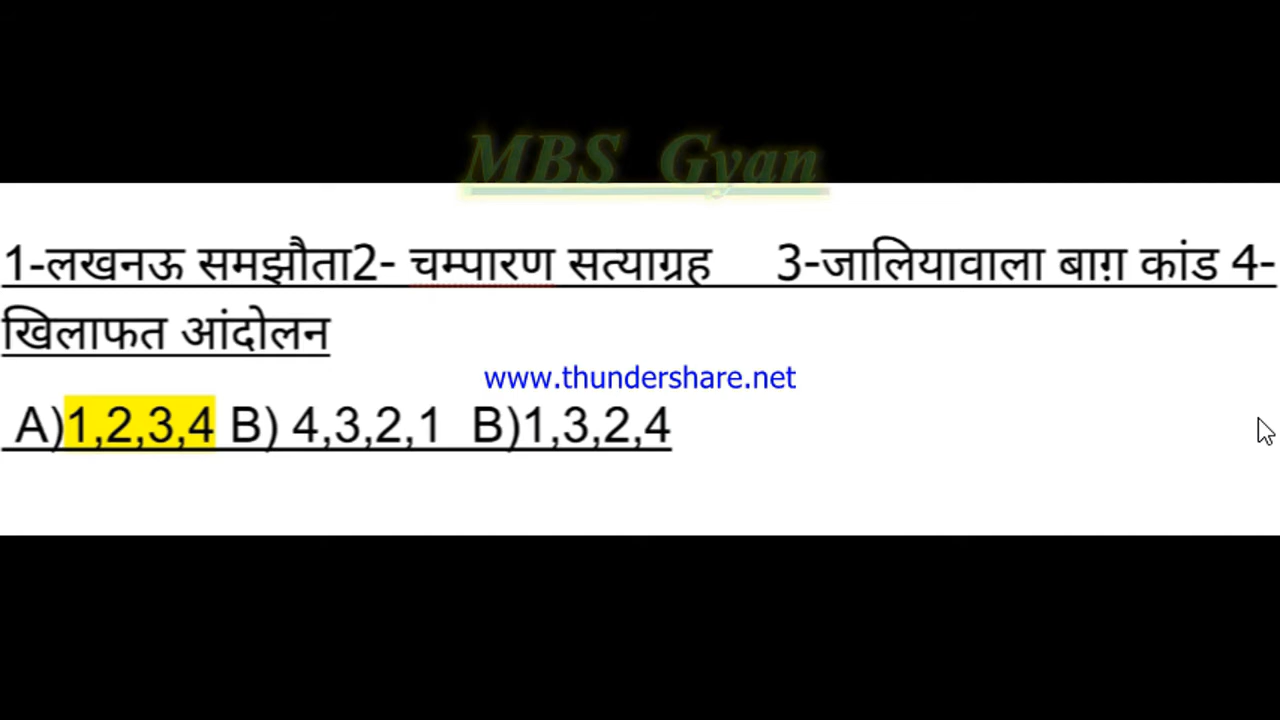 MBS Gyan
1-लखनऊ समझौता2- चम्पारण सत्याग्रह 3-जालियावाला बाग़ कांड 4-
खिलाफत आंदोलन
www.thundershare.net
A)1,2,3,4 B) 4,3,2,1 B)1,3,2,4